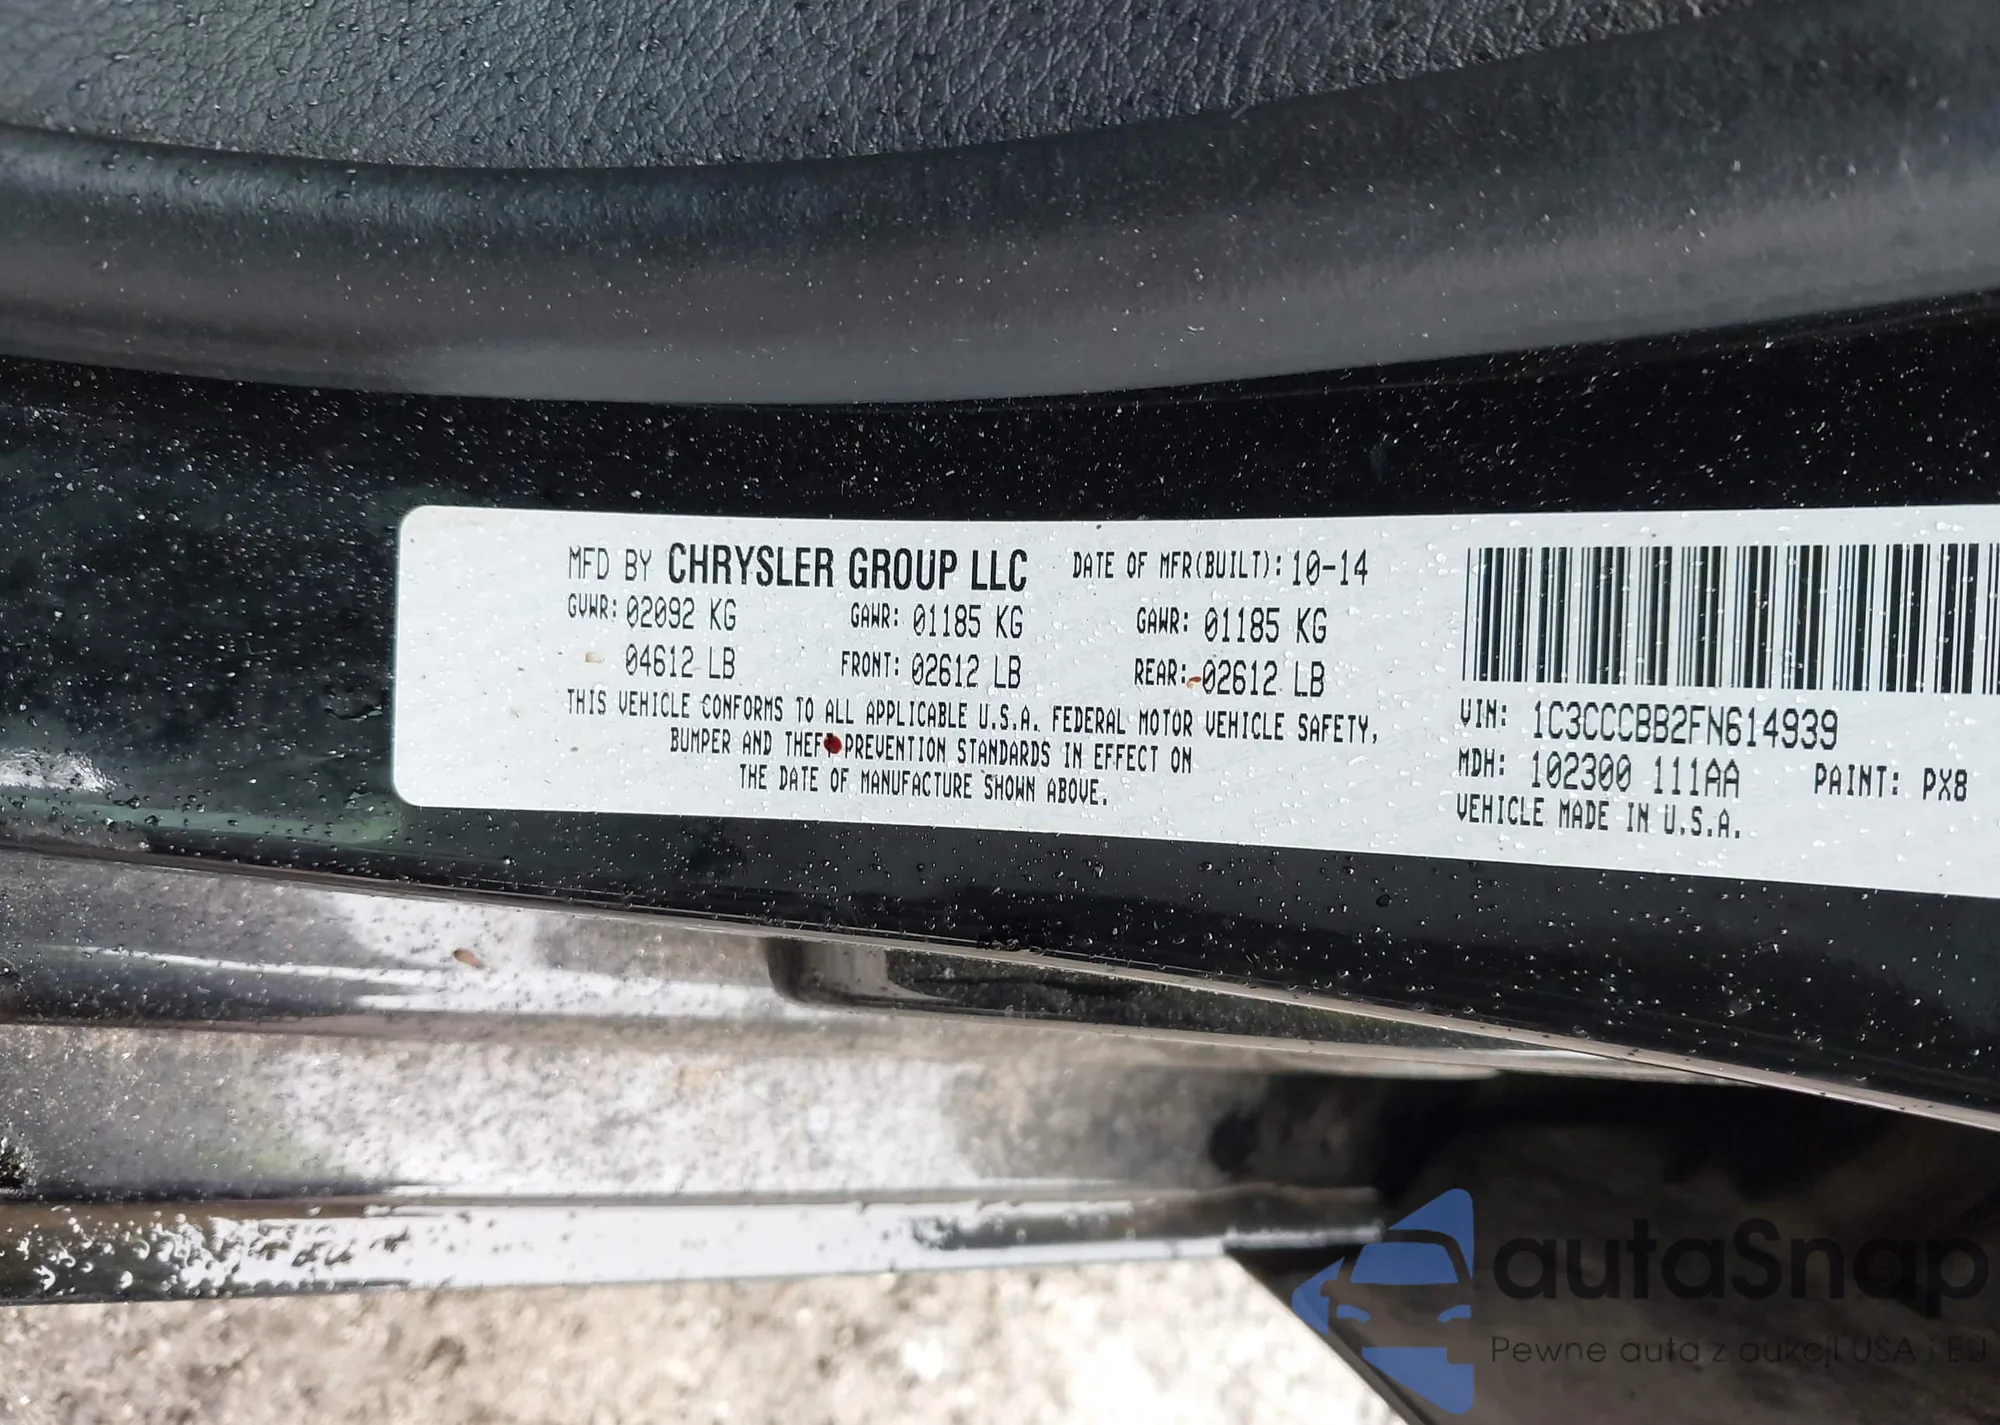 MFD BY CHRYSLER GROUP LLC DATE OF MFR(BUILT): 10-14
GVWR: 02092 KG GAWR: 01185 KG GAWR: 01185 KG
04612 LB FRONT: 02612 LB REAR: 02612 LB
THIS VEHICLE CONFORMS TO ALL APPLICABLE U.S.A. FEDERAL MOTOR VEHICLE SAFETY,
BUMPER AND THEFT PREVENTION STANDARDS IN EFFECT ON
THE DATE OF MANUFACTURE SHOWN ABOVE.
VIN: 1C3CCCBB2FN614939
MDH: 102300 111AA PAINT: PX8
VEHICLE MADE IN U.S.A.
autaSnap
Pewne auta z aukcji USA i EU